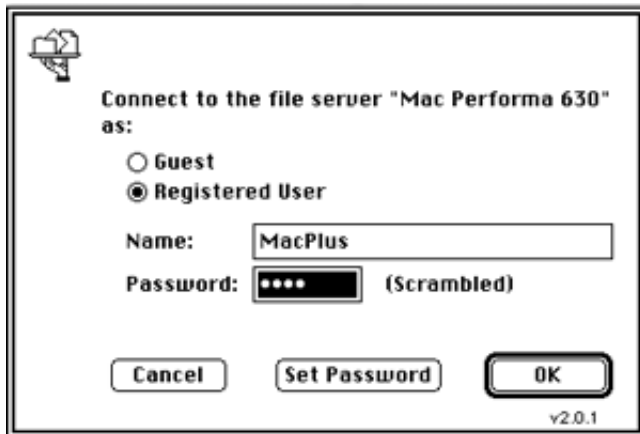 Connect to the file server "Mac Performa 630"
as:
Guest
Registered User
Name: MacPlus
Password: •••• (Scrambled)
Cancel Set Password OK
v2.0.1